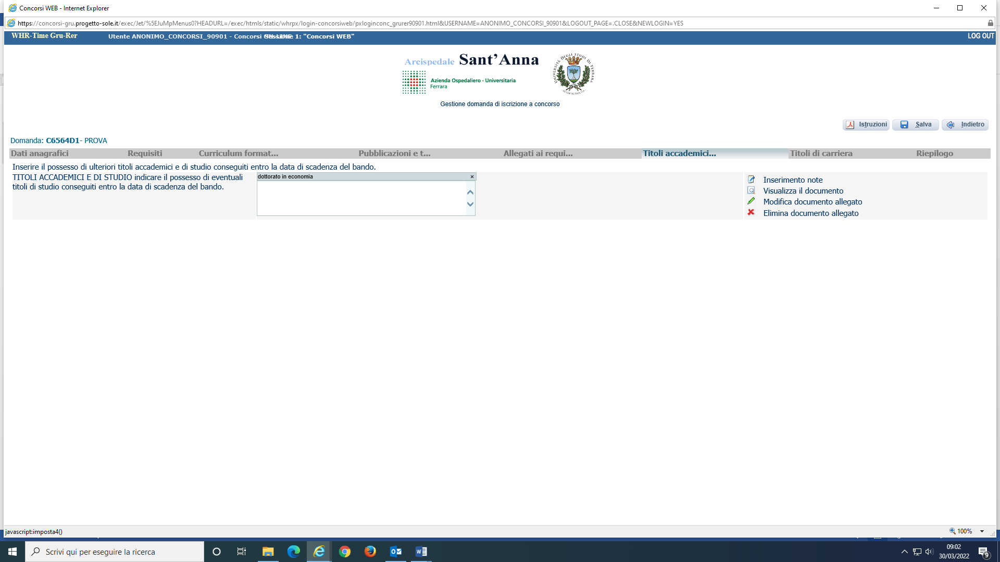 Concorsi WEB - Internet Explorer
https://concorsi-gru.progetto-sole.it/exec/Jet/%5EJuMpMenus0?HEADURL=/exec/htmls/static/whrpx/login-concorsiweb/pxloginconc_grurer90901.html&USERNAME=ANONIMO_CONCORSI_90901&LOGOUT_PAGE=.CLOSE&NEWLOGIN=YES
WHR-Time Gru-Rer
Utente ANONIMO_CONCORSI_90901 - Concorsi
Sessione 1: "Concorsi WEB"
LOG OUT
Arcispedale Sant'Anna
Azienda Ospedaliero - Universitaria
Ferrara
UNIVERSITÀ DEGLI STUDI DI FERRARA
Gestione domanda di iscrizione a concorso
Istruzioni Salva Indietro
Domanda: C6564D1- PROVA
Dati anagrafici Requisiti Curriculum format... Pubblicazioni e t... Allegati ai requi... Titoli accademici... Titoli di carriera Riepilogo
Inserire il possesso di ulteriori titoli accademici e di studio conseguiti entro la data di scadenza del bando.
TITOLI ACCADEMICI E DI STUDIO indicare il possesso di eventuali
titoli di studio conseguiti entro la data di scadenza del bando.
dottorato in economia
Inserimento note
Visualizza il documento
Modifica documento allegato
Elimina documento allegato
javascript:imposta4()
100%
Scrivi qui per eseguire la ricerca
09:02
30/03/2022
9